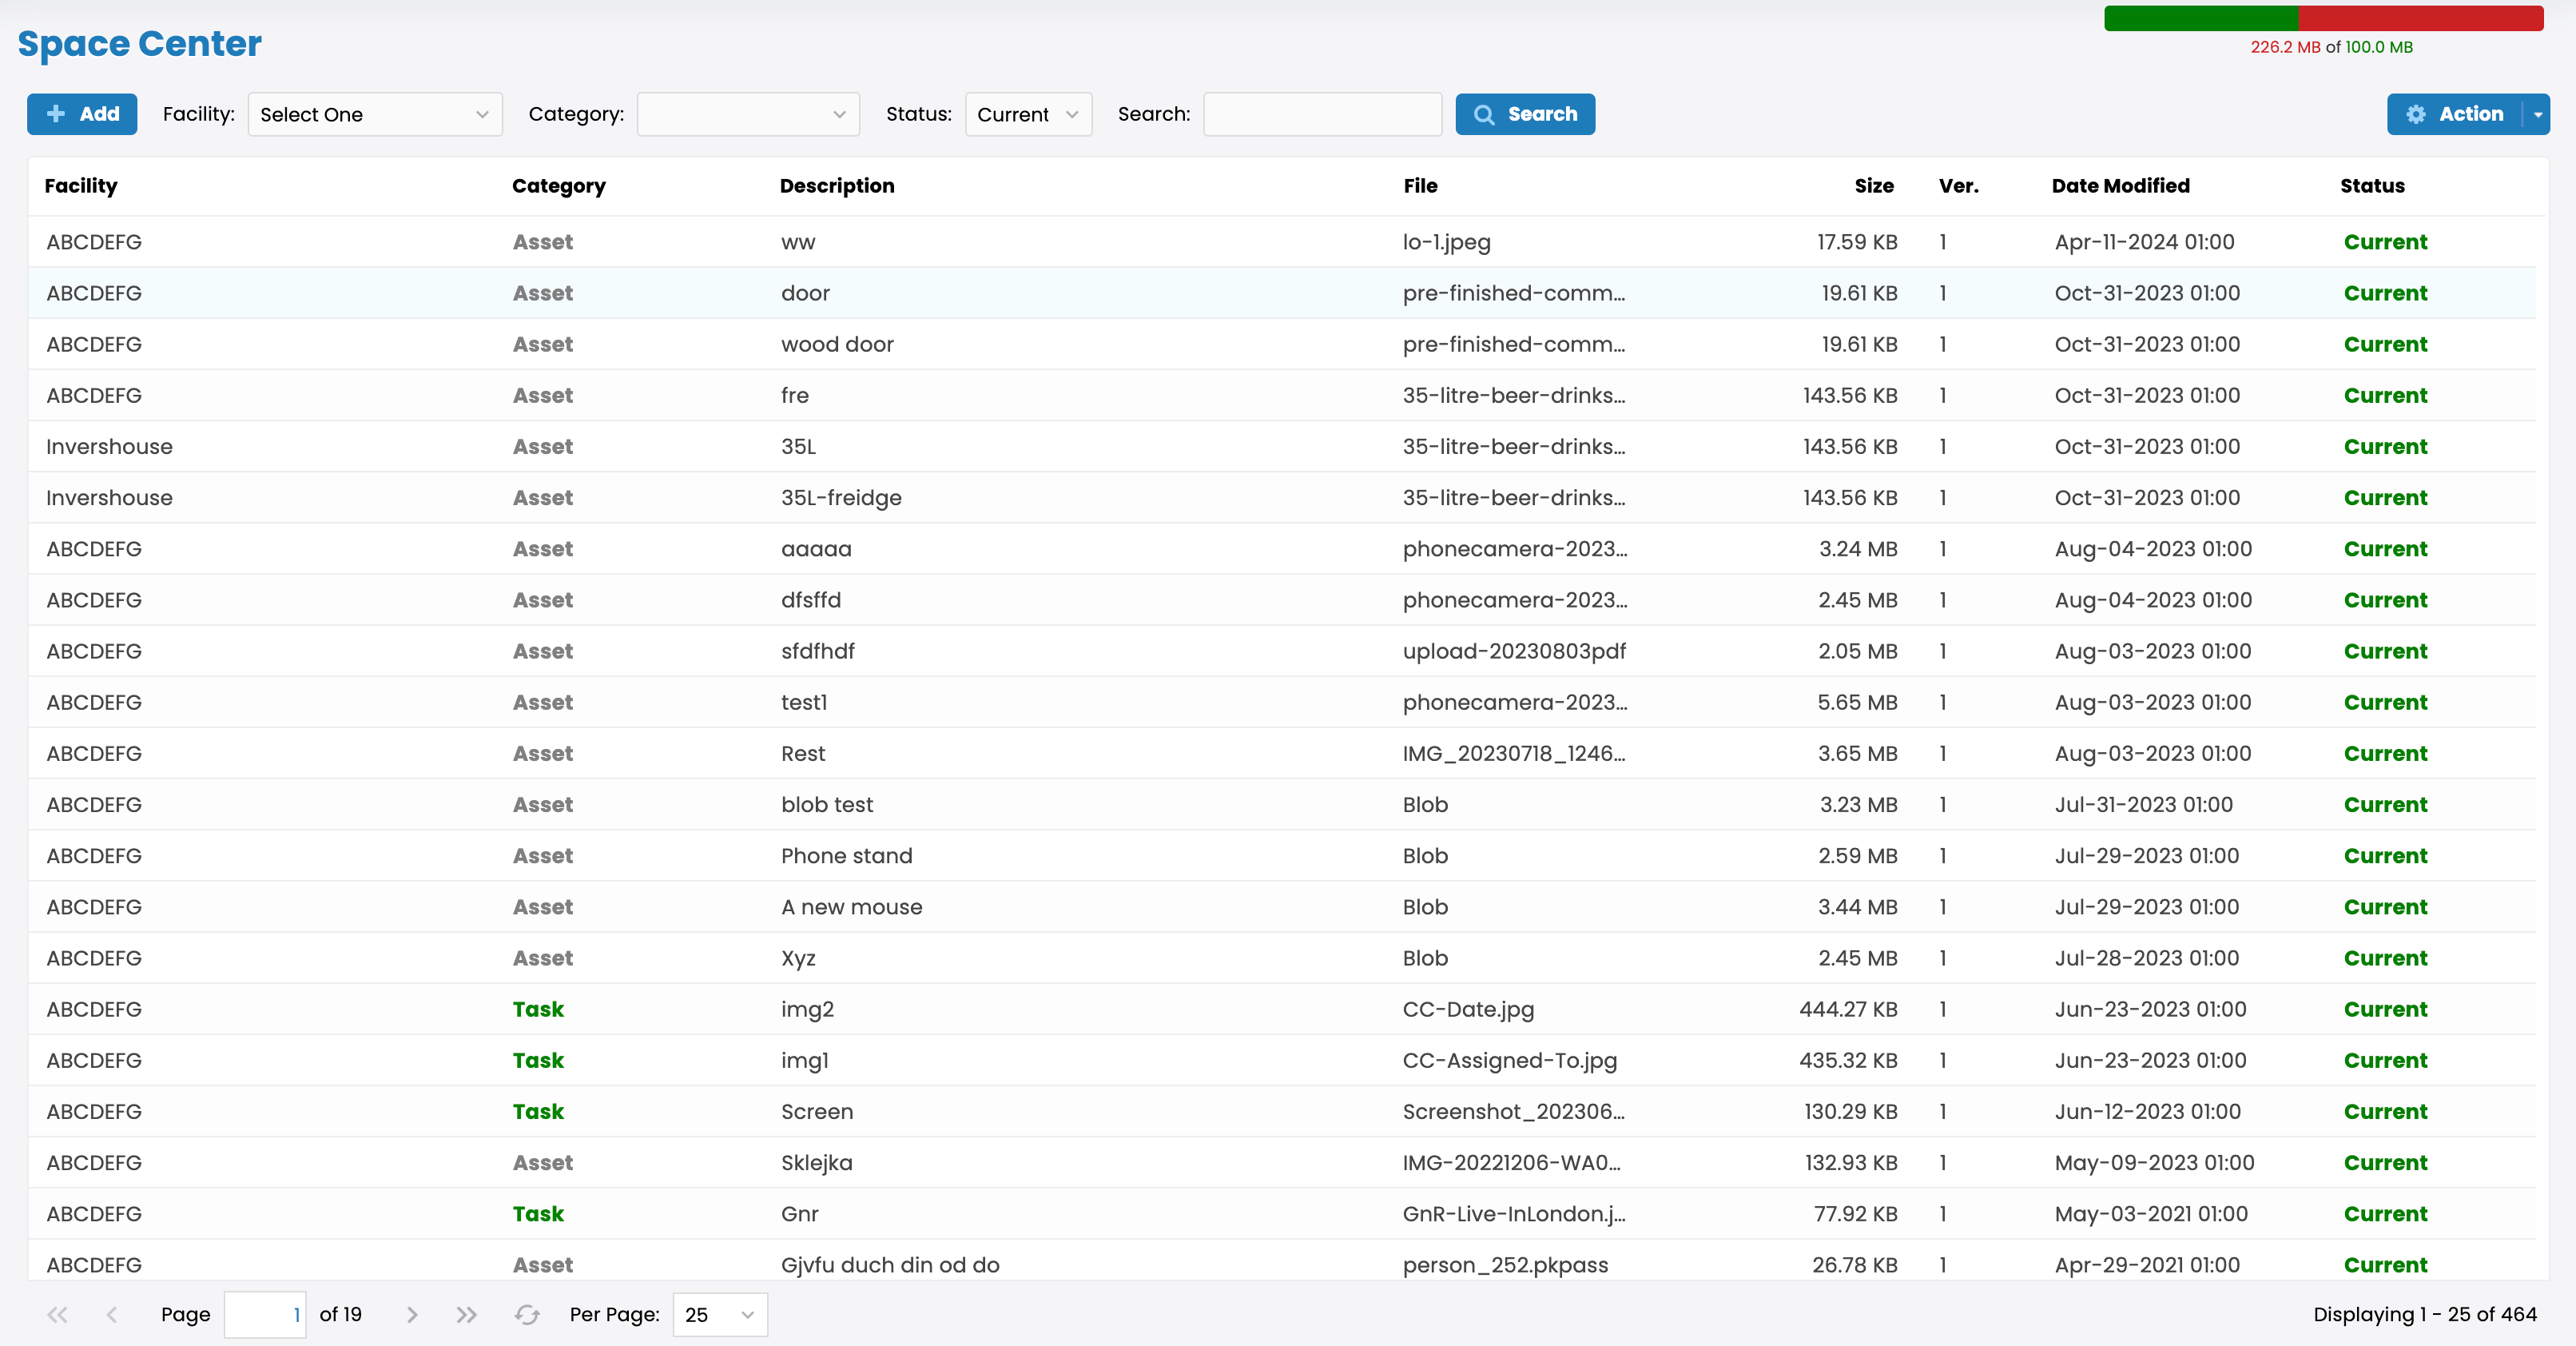 Space Center
226.2 MB of 100.0 MB
Add Facility: Select One Category: Status: Current Search: Search Action
Facility Category Description File Size Ver. Date Modified Status
ABCDEFG Asset ww lo-1.jpeg 17.59 KB 1 Apr-11-2024 01:00 Current
ABCDEFG Asset door pre-finished-comm... 19.61 KB 1 Oct-31-2023 01:00 Current
ABCDEFG Asset wood door pre-finished-comm... 19.61 KB 1 Oct-31-2023 01:00 Current
ABCDEFG Asset fre 35-litre-beer-drinks... 143.56 KB 1 Oct-31-2023 01:00 Current
Invershouse Asset 35L 35-litre-beer-drinks... 143.56 KB 1 Oct-31-2023 01:00 Current
Invershouse Asset 35L-freidge 35-litre-beer-drinks... 143.56 KB 1 Oct-31-2023 01:00 Current
ABCDEFG Asset aaaaa phonecamera-2023... 3.24 MB 1 Aug-04-2023 01:00 Current
ABCDEFG Asset dfsffd phonecamera-2023... 2.45 MB 1 Aug-04-2023 01:00 Current
ABCDEFG Asset sfdfhdf upload-20230803pdf 2.05 MB 1 Aug-03-2023 01:00 Current
ABCDEFG Asset test1 phonecamera-2023... 5.65 MB 1 Aug-03-2023 01:00 Current
ABCDEFG Asset Rest IMG_20230718_1246... 3.65 MB 1 Aug-03-2023 01:00 Current
ABCDEFG Asset blob test Blob 3.23 MB 1 Jul-31-2023 01:00 Current
ABCDEFG Asset Phone stand Blob 2.59 MB 1 Jul-29-2023 01:00 Current
ABCDEFG Asset A new mouse Blob 3.44 MB 1 Jul-29-2023 01:00 Current
ABCDEFG Asset Xyz Blob 2.45 MB 1 Jul-28-2023 01:00 Current
ABCDEFG Task img2 CC-Date.jpg 444.27 KB 1 Jun-23-2023 01:00 Current
ABCDEFG Task img1 CC-Assigned-To.jpg 435.32 KB 1 Jun-23-2023 01:00 Current
ABCDEFG Task Screen Screenshot_202306... 130.29 KB 1 Jun-12-2023 01:00 Current
ABCDEFG Asset Sklejka IMG-20221206-WA0... 132.93 KB 1 May-09-2023 01:00 Current
ABCDEFG Task Gnr GnR-Live-InLondon.j... 77.92 KB 1 May-03-2021 01:00 Current
ABCDEFG Asset Gjvfu duch din od do person_252.pkpass 26.78 KB 1 Apr-29-2021 01:00 Current
Page 1 of 19 Per Page: 25 Displaying 1 - 25 of 464